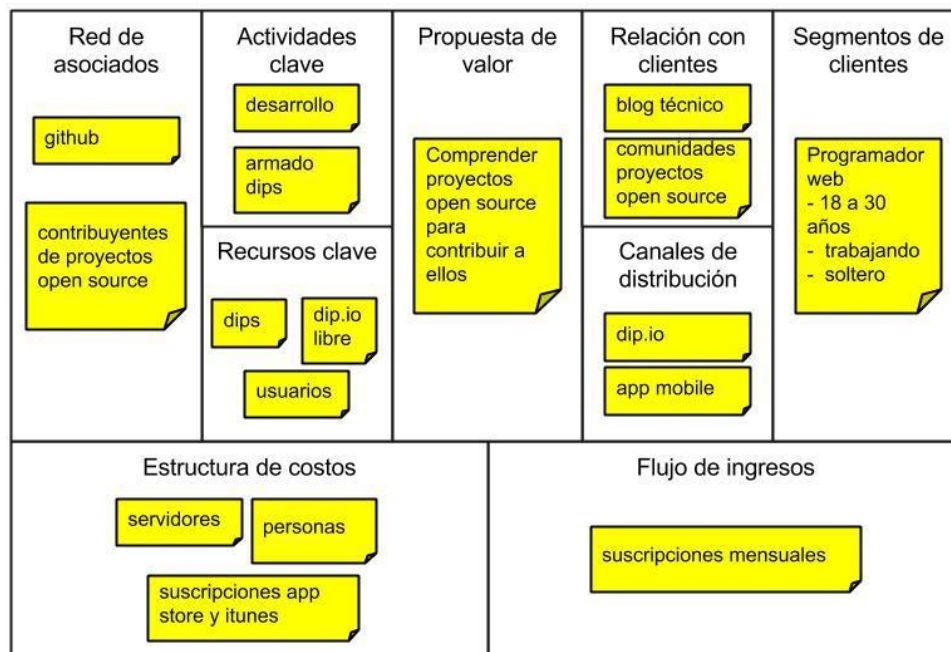 Red de
asociados
github
contribuyentes
de proyectos
open source
Actividades
clave
desarrollo
armado
dips
Recursos clave
dips
dip.io
libre
usuarios
Propuesta de
valor
Comprender
proyectos
open source
para
contribuir a
ellos
Relación con
clientes
blog técnico
comunidades
proyectos
open source
Canales de
distribución
dip.io
app mobile
Segmentos de
clientes
Programador
web
- 18 a 30
años
- trabajando
- soltero
Estructura de costos
servidores
personas
suscripciones app
store y itunes
Flujo de ingresos
suscripciones mensuales